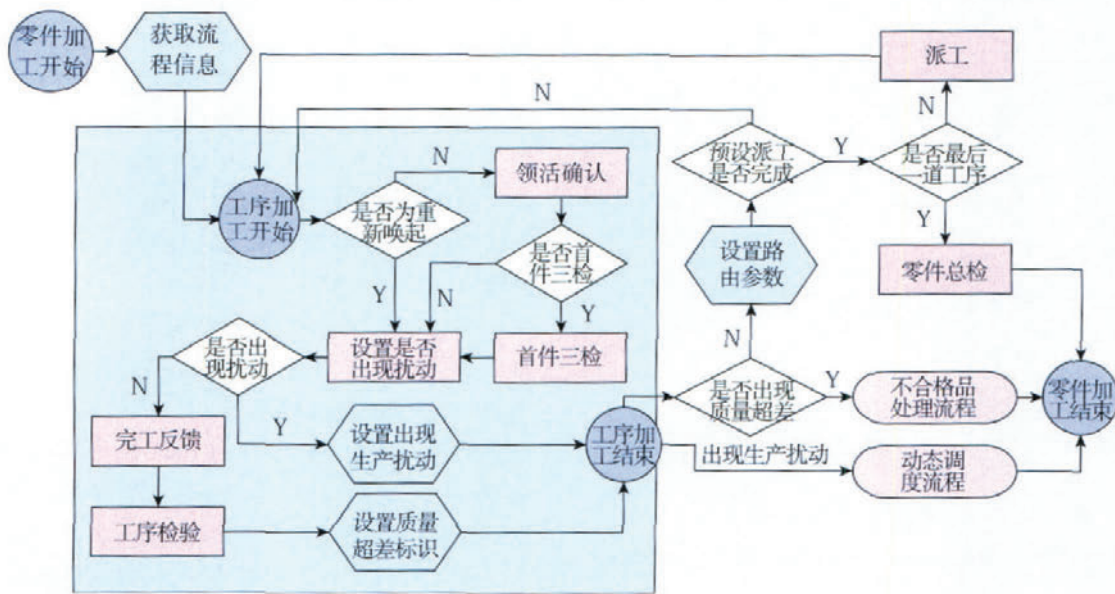 零件加
工开始
获取流
程信息
派工
N
N
预设派工
是否完成
Y
是否最后
一道工序
N
领活确认
工序加
工开始
是否为重
新唤起
Y
设置路
由参数
零件总检
是否首
件三检
Y
N
Y
是否出
现扰动
设置是否
出现扰动
首件三检
N
N
是否出现
质量超差
Y
不合格品
处理流程
零件加
工结束
完工反馈
Y
设置出现
生产扰动
工序加
工结束
出现生产扰动
动态调
度流程
工序检验
设置质量
超差标识